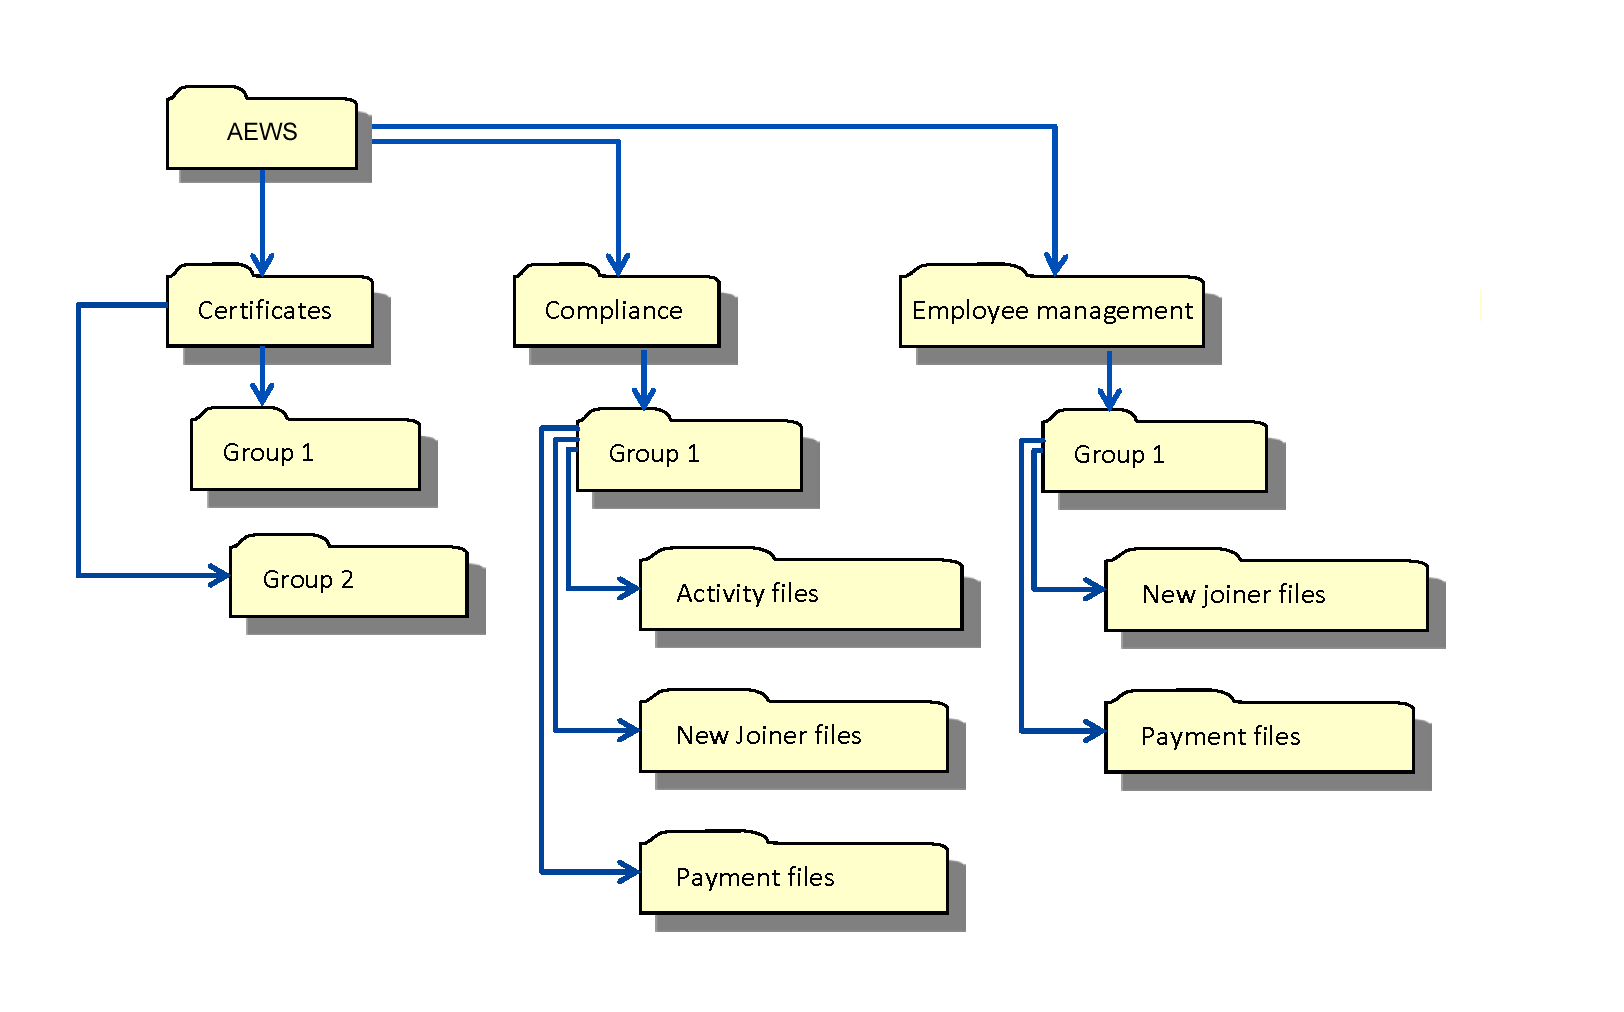 AEWS
Certificates
Compliance
Employee management
Group 1
Group 1
Group 1
Group 2
Activity files
New joiner files
New Joiner files
Payment files
Payment files